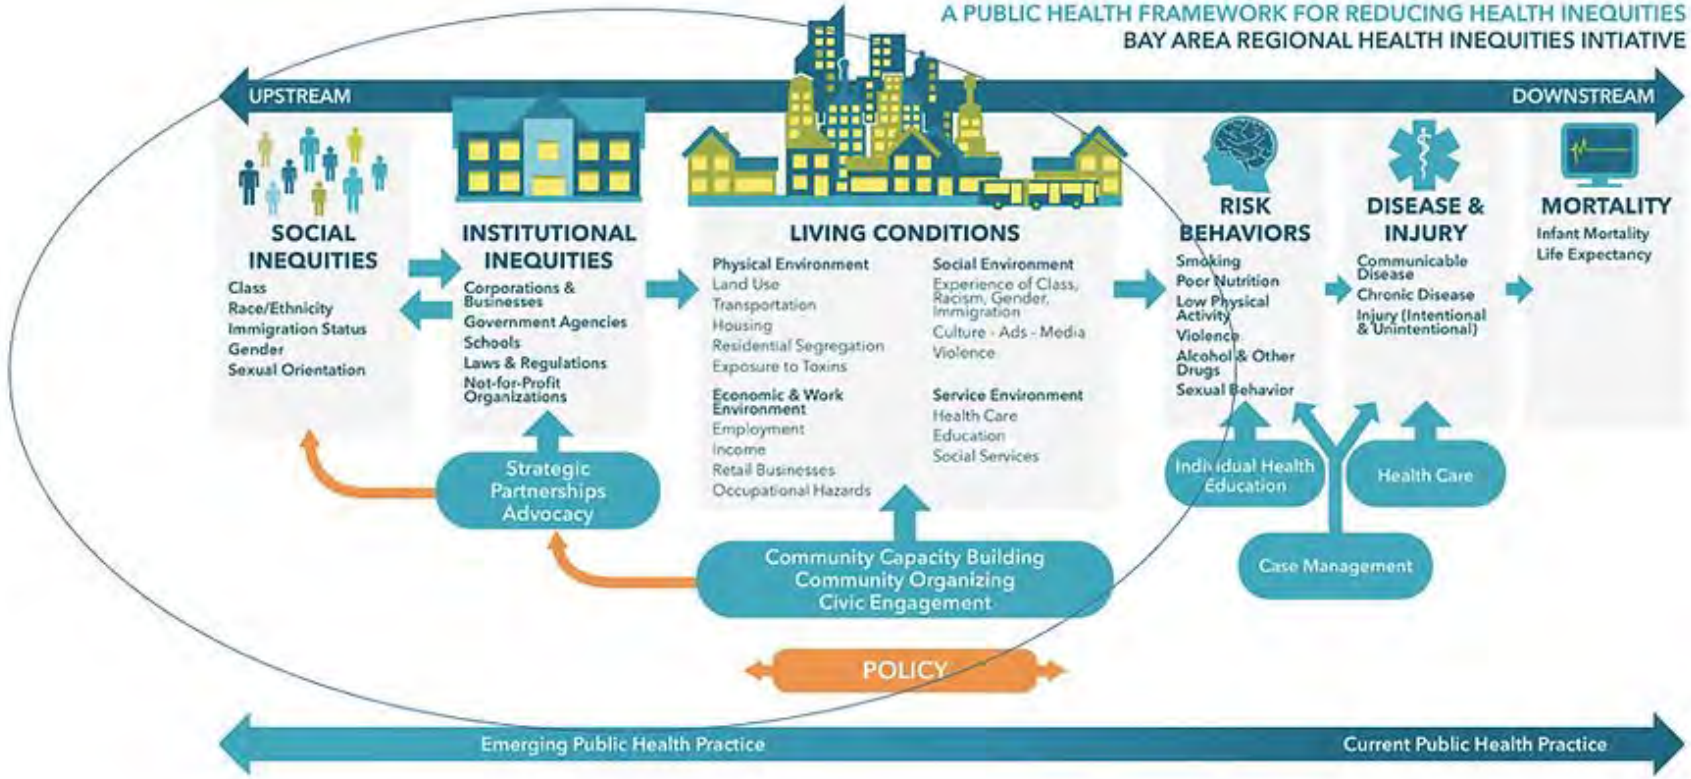 A PUBLIC HEALTH FRAMEWORK FOR REDUCING HEALTH INEQUITIES
BAY AREA REGIONAL HEALTH INEQUITIES INTIATIVE
UPSTREAM
DOWNSTREAM
SOCIAL
INEQUITIES
Class
Race/Ethnicity
Immigration Status
Gender
Sexual Orientation
INSTITUTIONAL
INEQUITIES
Corporations &
Businesses
Government Agencies
Schools
Laws & Regulations
Not-for-Profit
Organizations
LIVING CONDITIONS
Physical Environment
Land Use
Transportation
Housing
Residential Segregation
Exposure to Toxins
Economic & Work
Environment
Employment
Income
Retail Businesses
Occupational Hazards
Social Environment
Experience of Class,
Racism, Gender,
Immigration
Culture - Ads - Media
Violence
Service Environment
Health Care
Education
Social Services
RISK
BEHAVIORS
Smoking
Poor Nutrition
Low Physical
Activity
Violence
Alcohol & Other
Drugs
Sexual Behavior
DISEASE &
INJURY
Communicable
Disease
Chronic Disease
Injury (Intentional
& Unintentional)
MORTALITY
Infant Mortality
Life Expectancy
Strategic
Partnerships
Advocacy
Community Capacity Building
Community Organizing
Civic Engagement
Individual Health
Education
Health Care
Case Management
POLICY
Emerging Public Health Practice
Current Public Health Practice